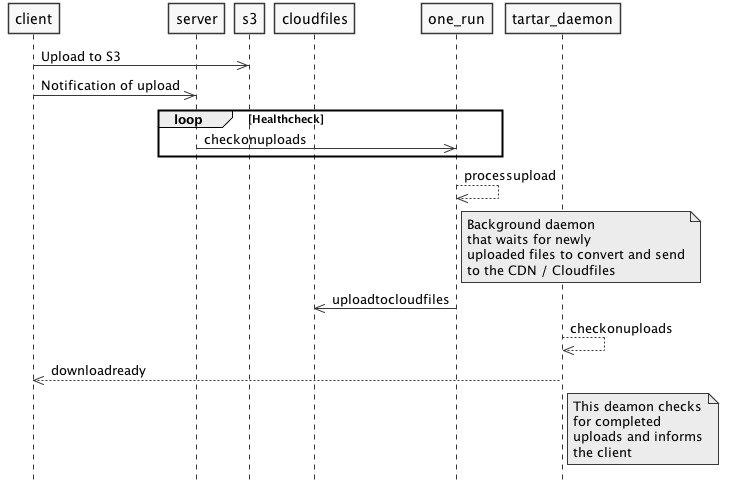 client
server
s3
cloudfiles
one_run
tartar_daemon
Upload to S3
Notification of upload
loop
[Healthcheck]
checkonuploads
processupload
Background daemon
that waits for newly
uploaded files to convert and send
to the CDN / Cloudfiles
uploadtocloudfiles
checkonuploads
downloadready
This deamon checks
for completed
uploads and informs
the client